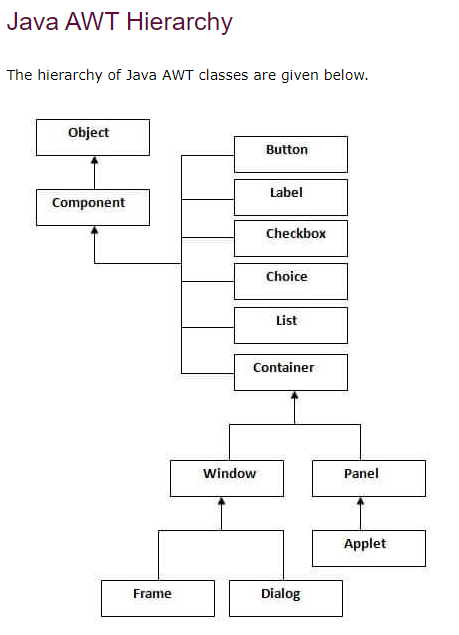 Java AWT Hierarchy
The hierarchy of Java AWT classes are given below.
Object
Button
Component
Label
Checkbox
Choice
List
Container
Window
Panel
Applet
Frame
Dialog